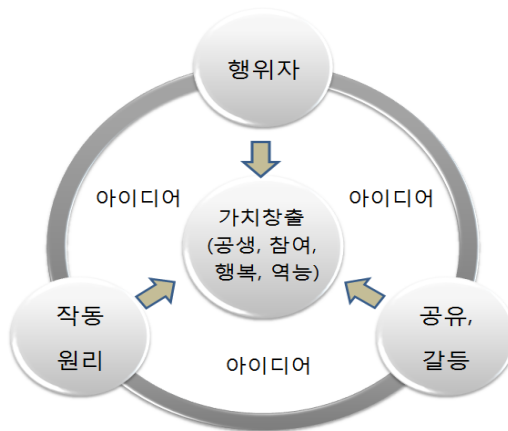 행위자
아이디어
아이디어
가치창출
(공생, 참여,
행복, 역능)
작동
원리
공유,
갈등
아이디어